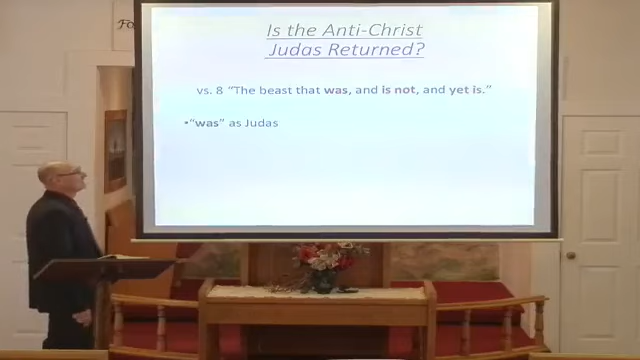 Fo
Is the Anti-Christ
Judas Returned?
vs. 8 “The beast that was, and is not, and yet is.”
•“was” as Judas